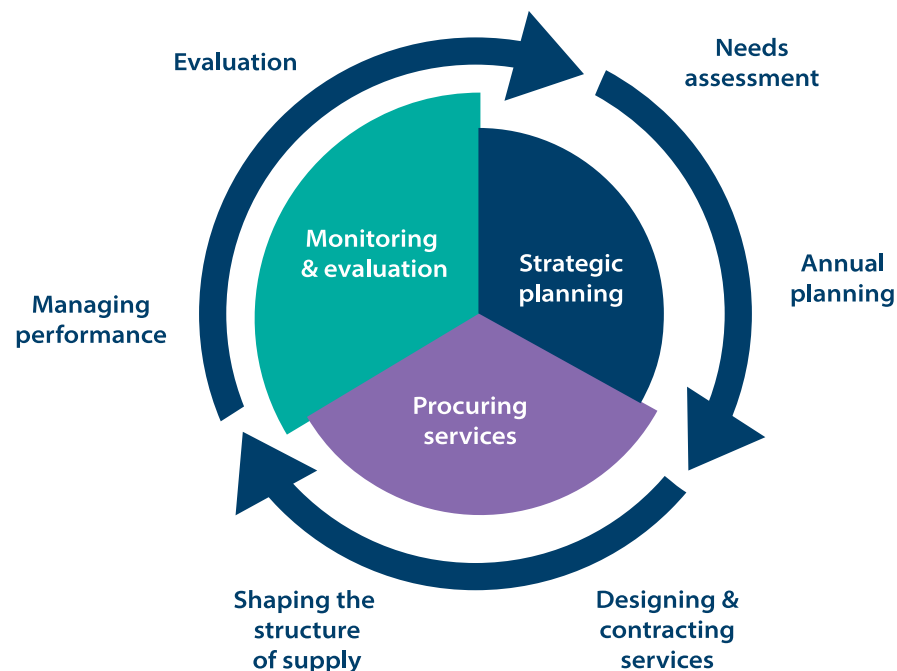 Evaluation
Needs
assessment
Monitoring
& evaluation
Strategic
planning
Annual
planning
Managing
performance
Procuring
services
Shaping the
structure
of supply
Designing &
contracting
services